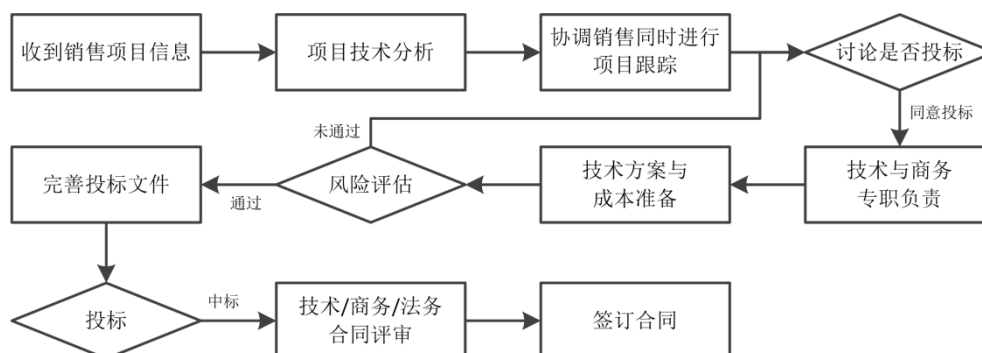 收到销售项目信息
项目技术分析
协调销售同时进行
项目跟踪
讨论是否投标
同意投标
技术与商务
专职负责
技术方案与
成本准备
风险评估
未通过
通过
完善投标文件
投标
中标
技术/商务/法务
合同评审
签订合同